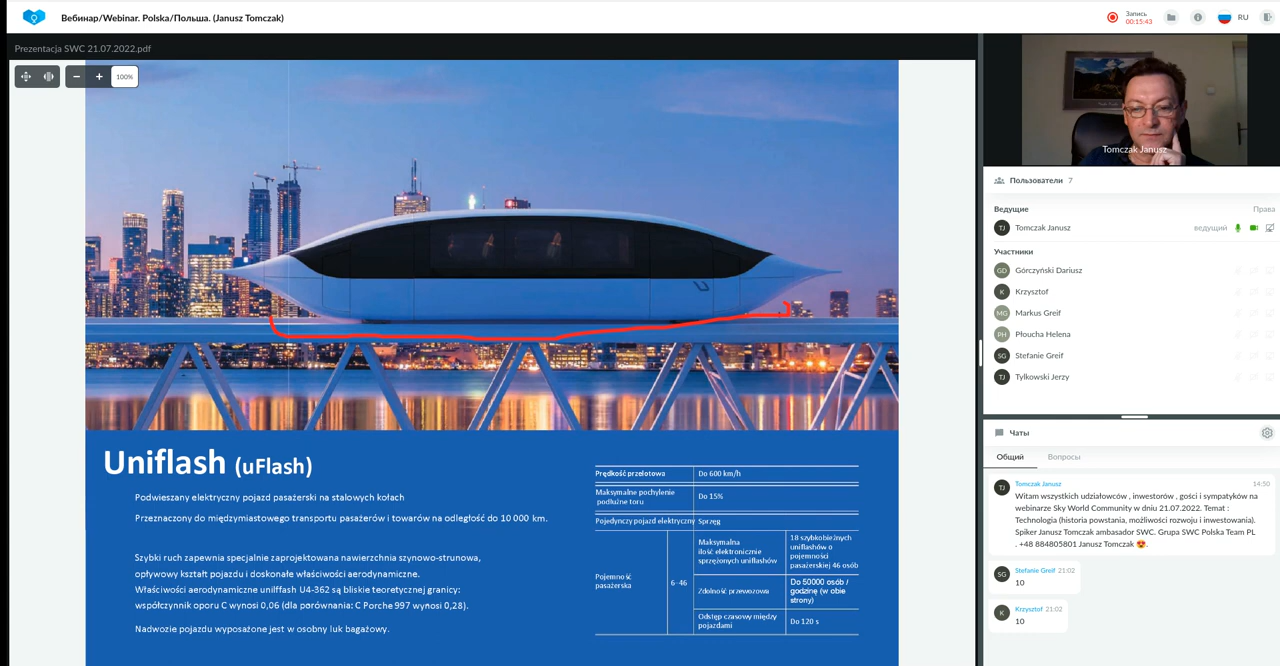 Вебинар/Webinar. Polska/Польша. (Janusz Tomczak)
Запись
00:15:43
RU
Prezentacja SWC 21.07.2022.pdf
100%
Uniflash (uFlash)
Podwieszany elektryczny pojazd pasażerski na stalowych kołach
Przeznaczony do międzymiastowego transportu pasażerów i towarów na odległość do 10 000 km.
Szybki ruch zapewnia specjalnie zaprojektowana nawierzchnia szynowo-strunowa,
opływowy kształt pojazdu i doskonałe właściwości aerodynamiczne.
Właściwości aerodynamiczne unilffash U4-362 są bliskie teoretycznej granicy:
współczynnik oporu C wynosi 0,06 (dla porównania: C Porche 997 wynosi 0,28).
Nadwozie pojazdu wyposażone jest w osobny luk bagażowy.
Prędkość przelotowa
Do 600 km/h
Maksymalne pochylenie
podłużne toru
Do 15%
Pojedynczy pojazd elektryczny
Sprzęg
Pojemność
pasażerska
6-46
Maksymalna
ilość elektronicznie
sprzężonych uniflashów
18 szybkobieżnych
uniflashów o
pojemności
pasażerskiej 46 osób
Zdolność przewozowa
Do 50000 osób /
godzinę (w obie
strony)
Odstęp czasowy między
pojazdami
Do 120 s
Tomczak Janusz
Пользователи 7
Ведущие
Права
TJ
Tomczak Janusz
ведущий
Участники
GD
Górczyński Dariusz
K
Krzysztof
MG
Markus Greif
PH
Płoucha Helena
SG
Stefanie Greif
TJ
Tylkowski Jerzy
Чаты
Общий
Вопросы
TJ
Tomczak Janusz
14:50
Witam wszystkich udziałowców , inwestorów , gości i sympatyków na
webinarze Sky World Community w dniu 21.07.2022. Temat :
Technologia (historia powstania, możliwości rozwoju i inwestowania).
Spiker Janusz Tomczak ambasador SWC. Grupa SWC Polska Team PL
. +48 884805801 Janusz Tomczak 😍.
SG
Stefanie Greif 21:02
10
K
Krzysztof 21:02
10